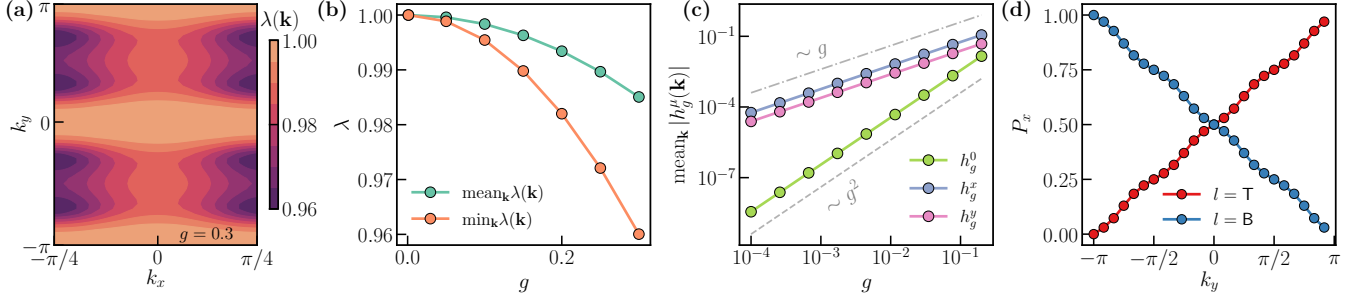 (a)
λ(k)
π
0
−π
k_y
1.00
0.98
0.96
g = 0.3
−π/4
0
π/4
k_x
(b)
1.00
0.99
0.98
0.97
0.96
λ
mean_kλ(k)
min_kλ(k)
0.0
0.2
g
(c)
10^−1
10^−4
10^−7
mean_k |h_g^μ(k)|
~ g
~ g^2
h_g^0
h_g^x
h_g^y
10^−4
10^−3
10^−2
10^−1
g
(d)
1.00
0.75
0.50
0.25
0.00
P_x
l = T
l = B
−π
−π/2
0
π/2
π
k_y